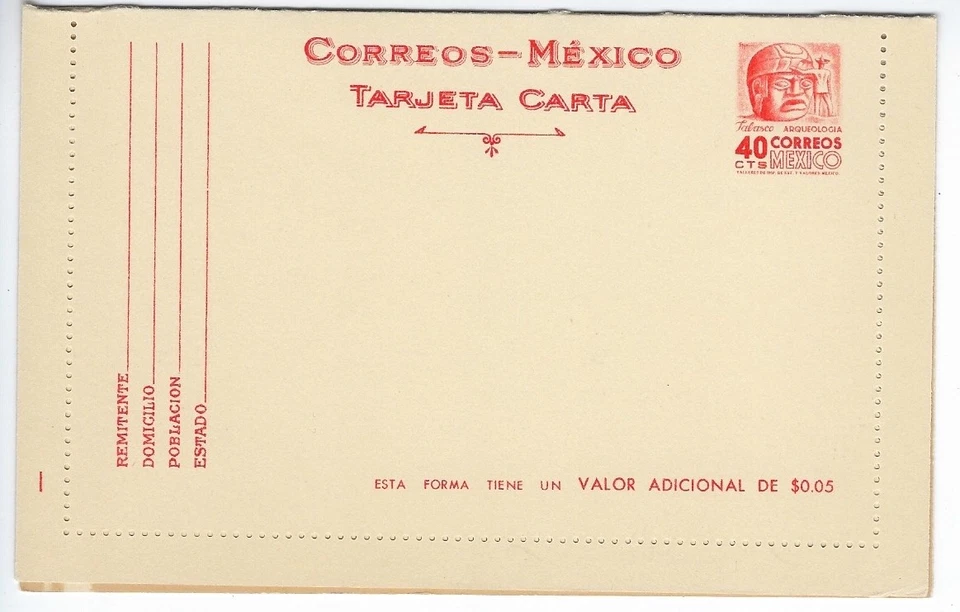 CORREOS–MÉXICO
TARJETA CARTA
Tabasco ARQUEOLOGIA
40 CTS CORREOS MEXICO
REMITENTE
DOMICILIO
POBLACION
ESTADO
ESTA FORMA TIENE UN VALOR ADICIONAL DE $0.05